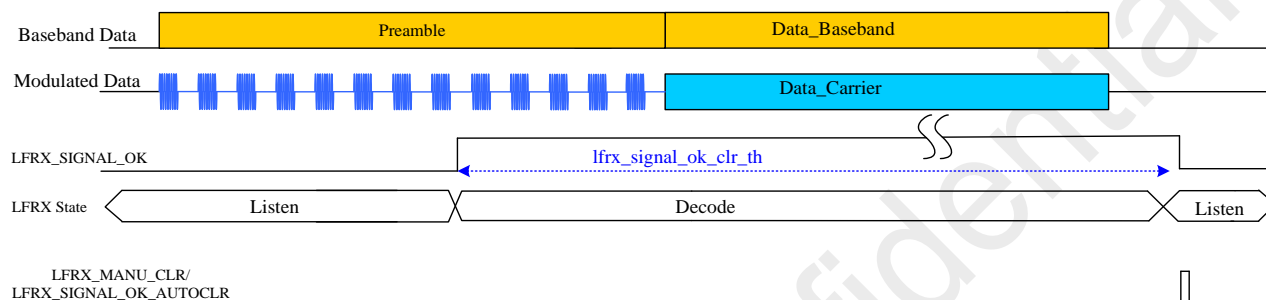 Baseband Data
Preamble
Data_Baseband
Modulated Data
Data_Carrier
LFRX_SIGNAL_OK
lfrx_signal_ok_clr_th
LFRX State
Listen
Decode
Listen
LFRX_MANU_CLR/
LFRX_SIGNAL_OK_AUTOCLR